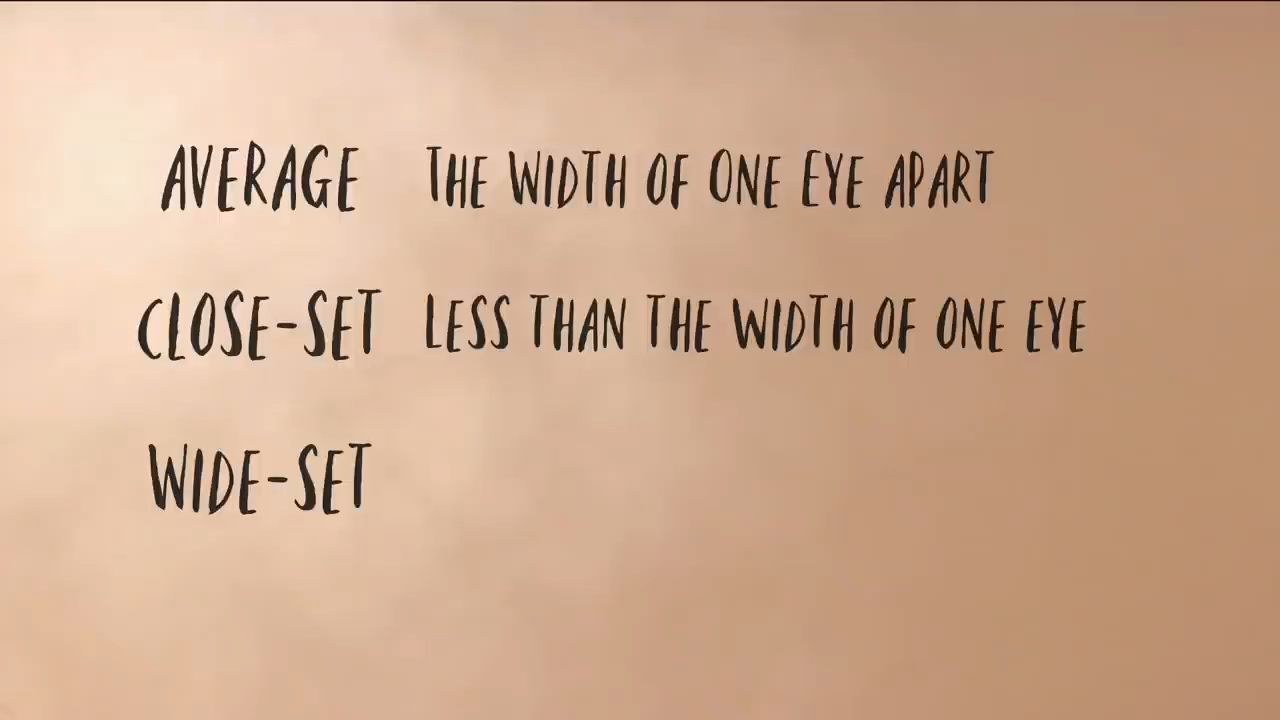 AVERAGE THE WIDTH OF ONE EYE APART
CLOSE-SET LESS THAN THE WIDTH OF ONE EYE
WIDE-SET